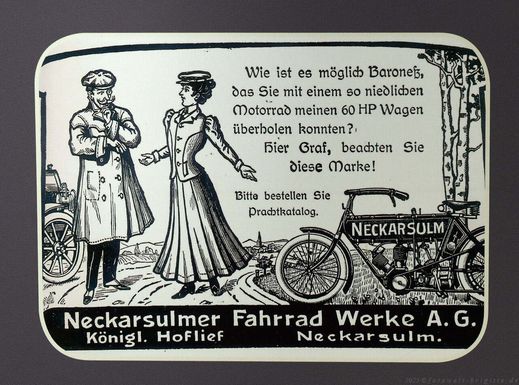 Wie ist es möglich Baroneß,
das Sie mit einem so niedlichen
Motorrad meinen 60 HP Wagen
überholen konnten?
Hier Graf, beachten Sie
diese Marke!
Bitte bestellen Sie
Prachtkatalog.
NECKARSULM
Neckarsulmer Fahrrad Werke A.G.
Königl. Hoflief Neckarsulm.